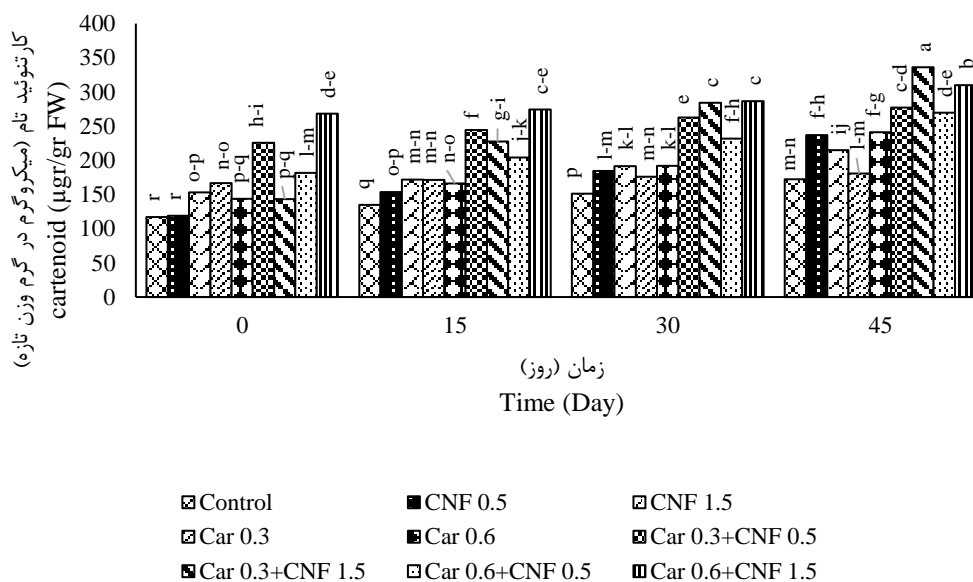 کارتنوئید تام (میکروگرم در گرم وزن تازه)
cartenoid (µgr/gr FW)
400
350
300
250
200
150
100
50
0
r r o-p n-o p-q h-i p-q l-m d-e
q o-p m-n m-n n-o f g-i j-k c-e
p l-m k-l m-n k-l e c f-h c
m-n f-h ij l-m f-g c-d a d-e b
0 15 30 45
زمان (روز)
Time (Day)
Control CNF 0.5 CNF 1.5
Car 0.3 Car 0.6 Car 0.3+CNF 0.5
Car 0.3+CNF 1.5 Car 0.6+CNF 0.5 Car 0.6+CNF 1.5